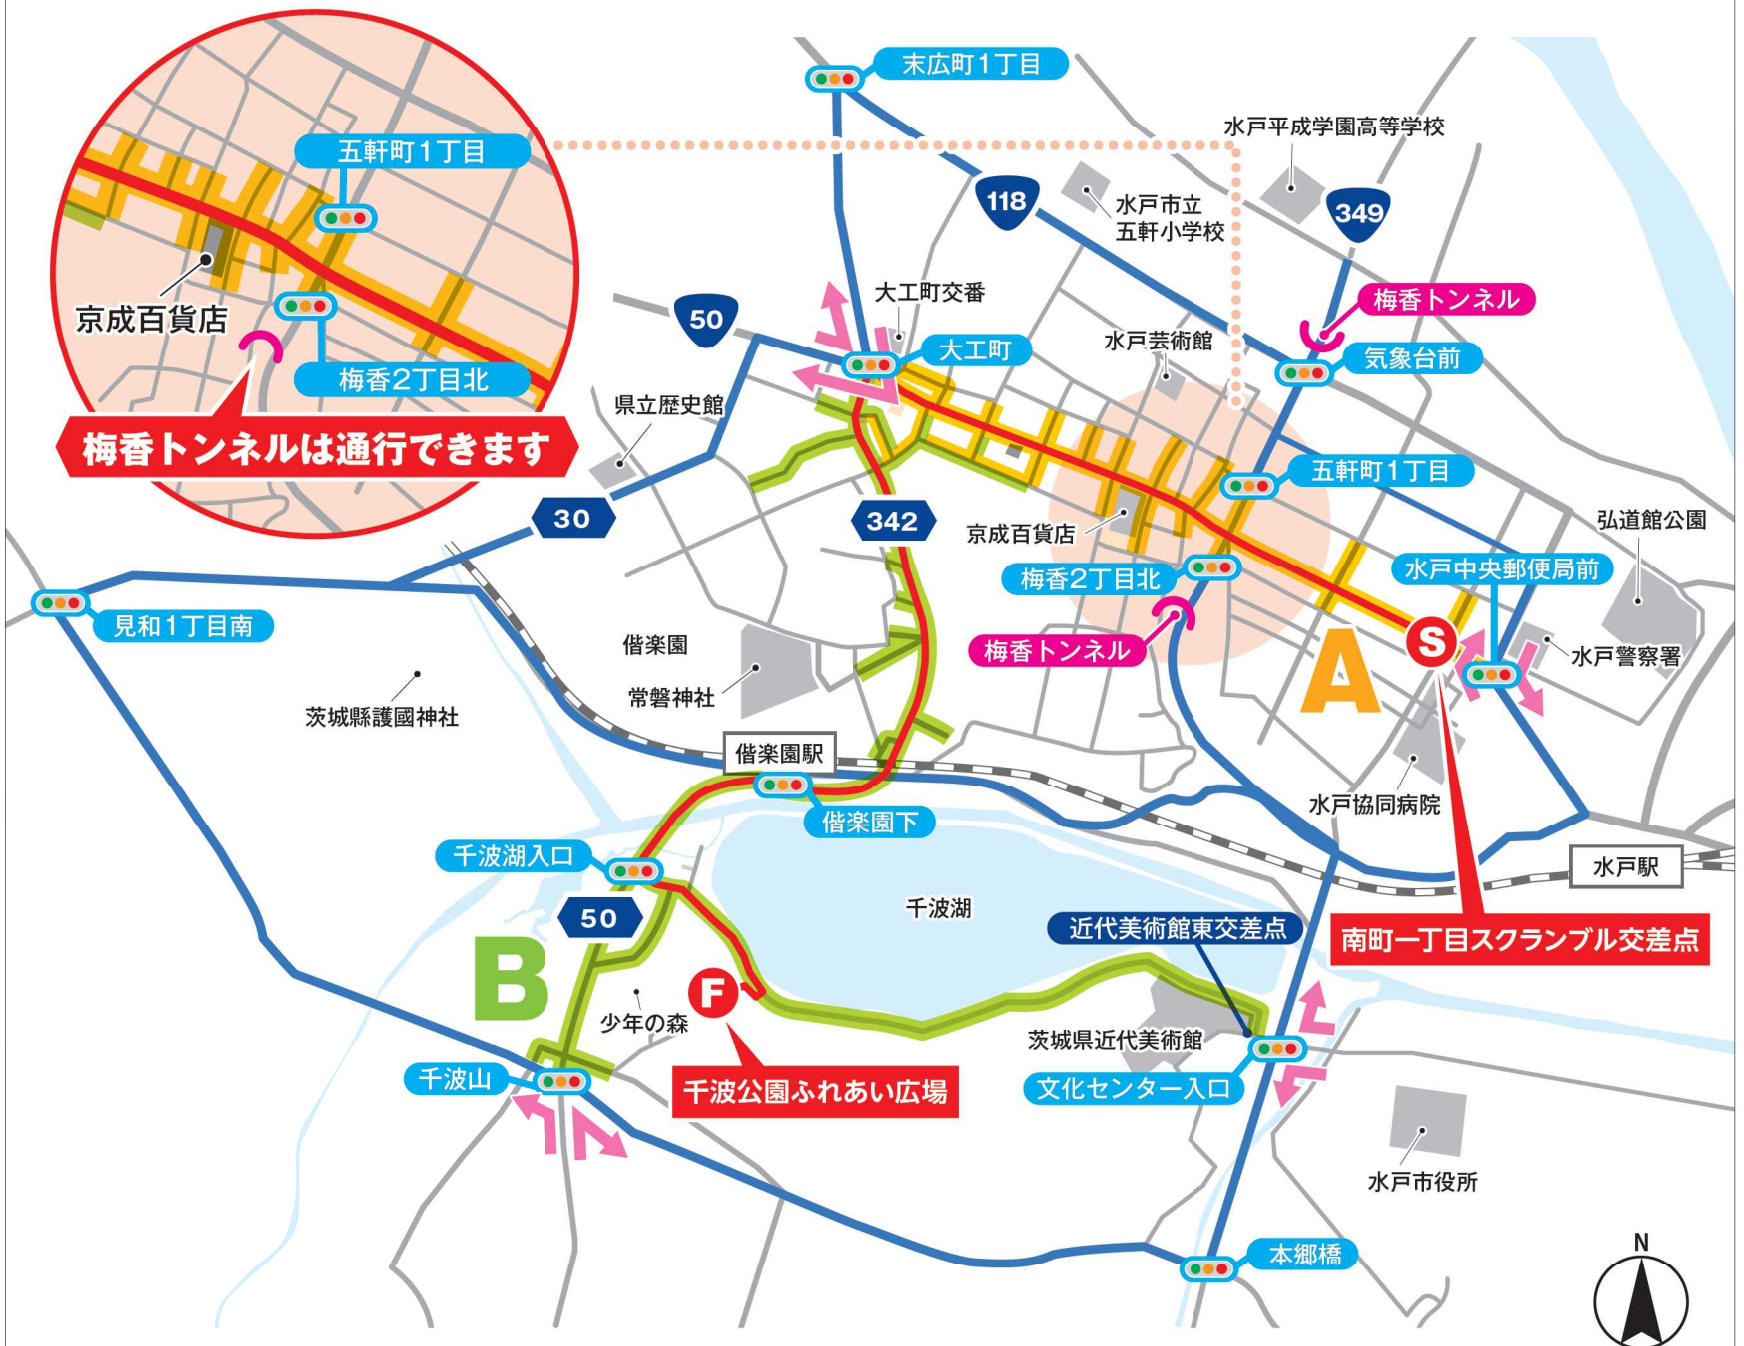 末広町1丁目
水戸平成学園高等学校
五軒町1丁目
118
水戸市立
五軒小学校
349
京成百貨店
梅香2丁目北
梅香トンネルは通行できます
50
大工町交番
梅香トンネル
水戸芸術館
大工町
気象台前
県立歴史館
五軒町1丁目
30
342
京成百貨店
弘道館公園
梅香2丁目北
水戸中央郵便局前
見和1丁目南
偕楽園
梅香トンネル
A
S
水戸警察署
常磐神社
茨城縣護國神社
偕楽園駅
水戸協同病院
偕楽園下
千波湖入口
水戸駅
50
千波湖
近代美術館東交差点
南町一丁目スクランブル交差点
B
F
少年の森
茨城県近代美術館
千波山
千波公園ふれあい広場
文化センター入口
水戸市役所
本郷橋
N